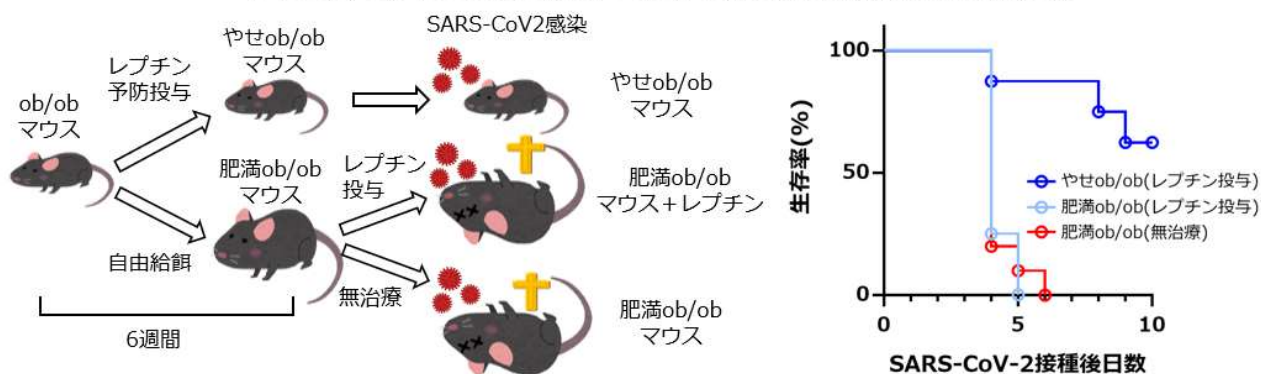 SARS-CoV2感染
やせob/ob
マウス
レプチン
予防投与
ob/ob
マウス
やせob/ob
マウス
肥満ob/ob
マウス
レプチン
投与
肥満ob/ob
マウス+レプチン
自由給餌
無治療
肥満ob/ob
マウス
6週間
生存率(%)
100
50
0
やせob/ob(レプチン投与)
肥満ob/ob(レプチン投与)
肥満ob/ob(無治療)
0
5
10
SARS-CoV-2接種後日数